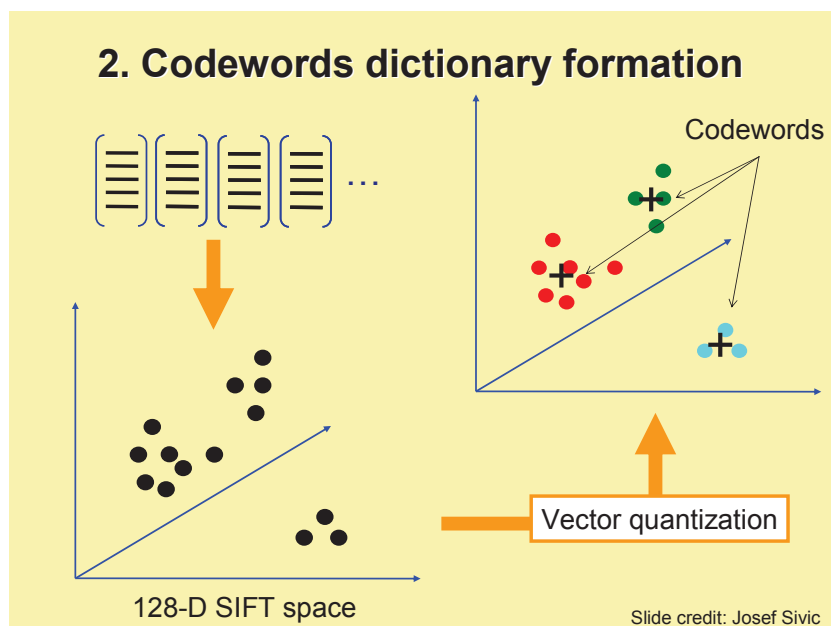 2. Codewords dictionary formation
Codewords
...
128-D SIFT space
Vector quantization
Slide credit: Josef Sivic